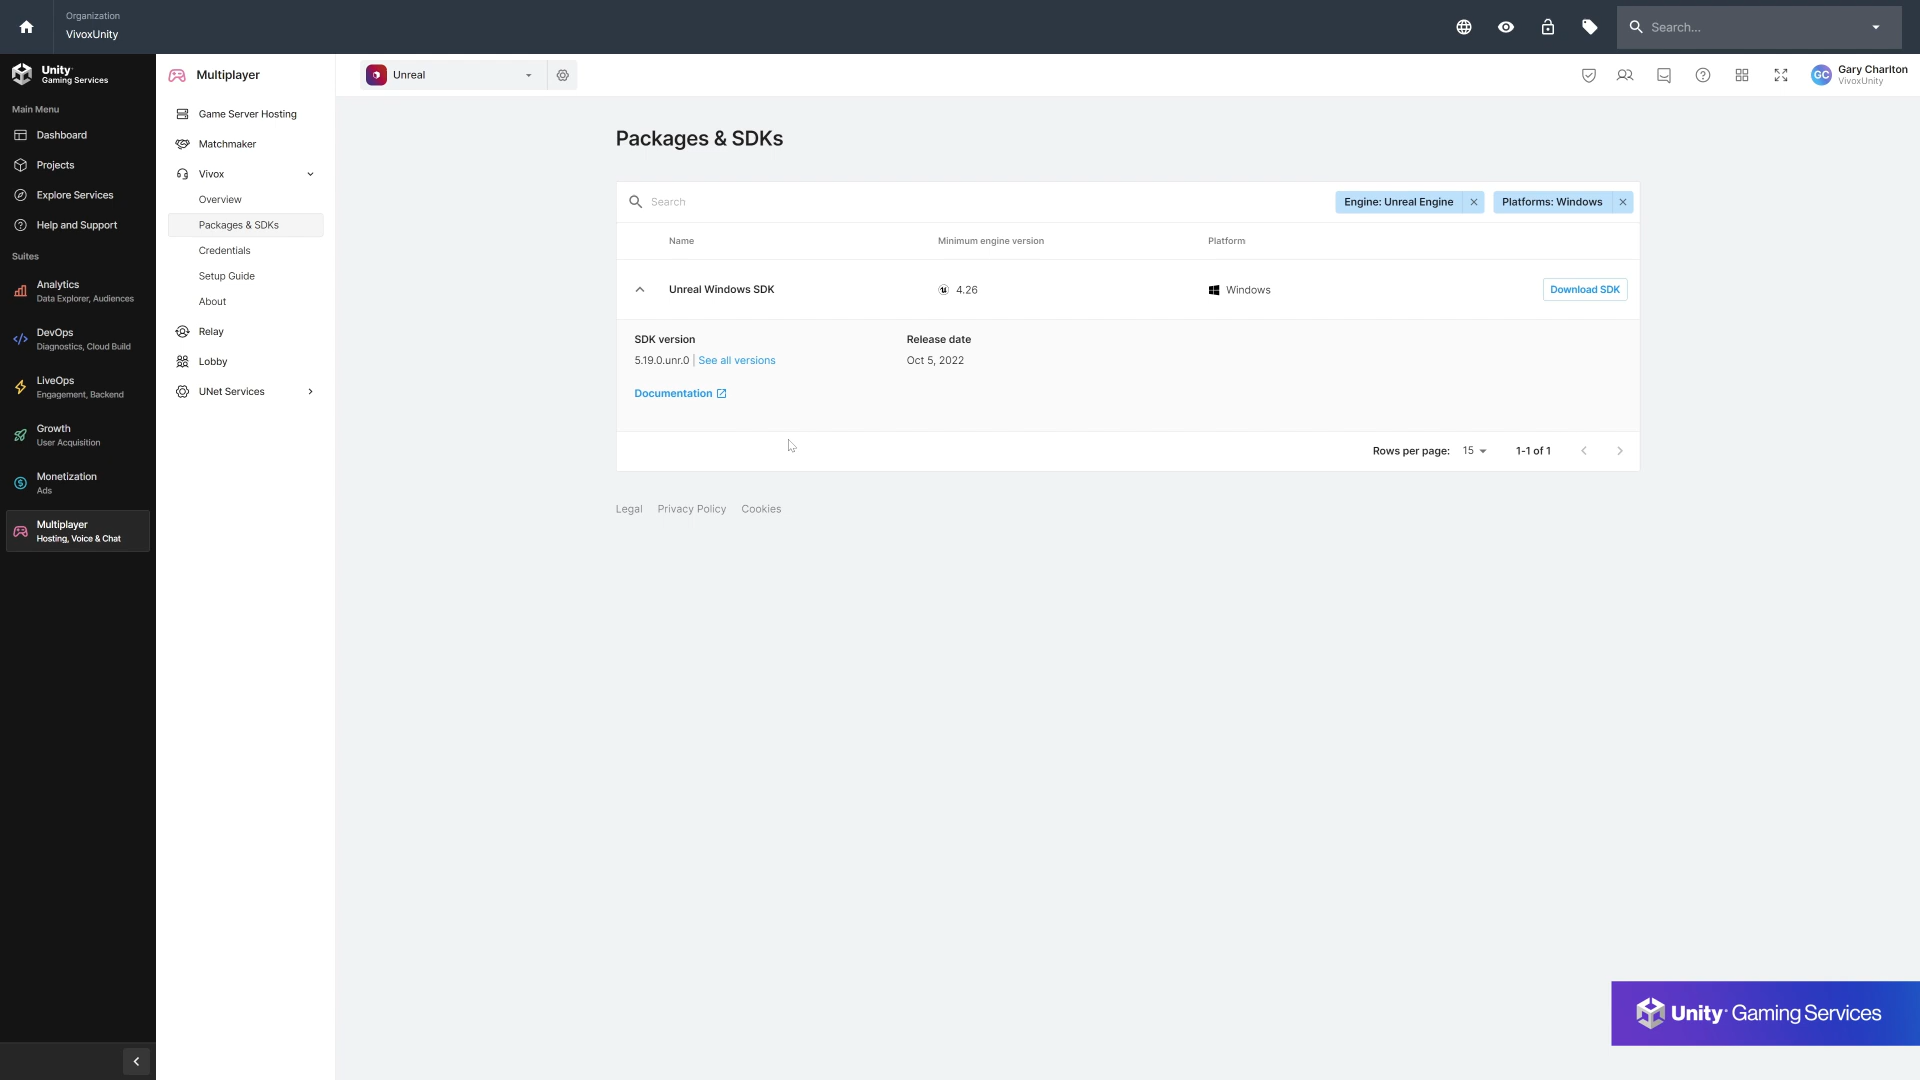 Organization
VivoxUnity
Search...
Unity
Gaming Services
Main Menu
Dashboard
Projects
Explore Services
Help and Support
Suites
Analytics
Data Explorer, Audiences
DevOps
Diagnostics, Cloud Build
LiveOps
Engagement, Backend
Growth
User Acquisition
Monetization
Ads
Multiplayer
Hosting, Voice & Chat
Multiplayer
Game Server Hosting
Matchmaker
Vivox
Overview
Packages & SDKs
Credentials
Setup Guide
About
Relay
Lobby
UNet Services
Unreal
GC
Gary Charlton
VivoxUnity
Packages & SDKs
Search
Engine: Unreal Engine
Platforms: Windows
Name Minimum engine version Platform
Unreal Windows SDK 4.26 Windows Download SDK
SDK version Release date
5.19.0.unr.0 | See all versions Oct 5, 2022
Documentation
Rows per page: 15 1-1 of 1
Legal Privacy Policy Cookies
Unity Gaming Services